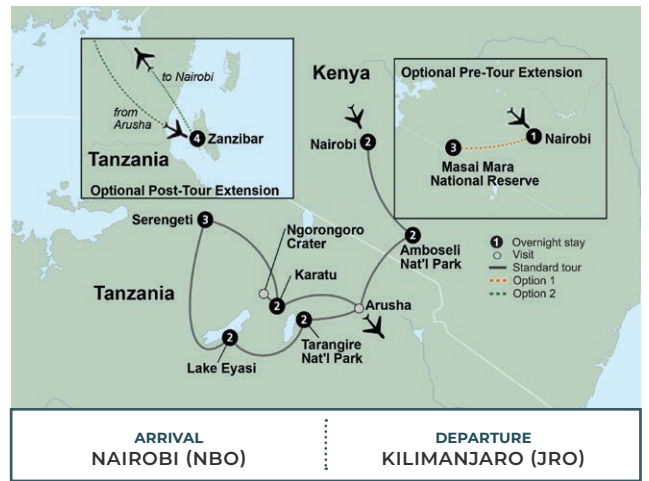 to Nairobi
from
Arusha
4 Zanzibar
Tanzania
Optional Post-Tour Extension
Kenya
Nairobi 2
Optional Pre-Tour Extension
1 Nairobi
3
Masai Mara
National Reserve
Serengeti 3
Ngorongoro
Crater
2
Karatu
2
Amboseli
Nat'l Park
1 Overnight stay
Visit
Standard tour
Option 1
Option 2
Tanzania
Arusha
2
Tarangire
Nat'l Park
2
Lake Eyasi
ARRIVAL
NAIROBI (NBO)
DEPARTURE
KILIMANJARO (JRO)